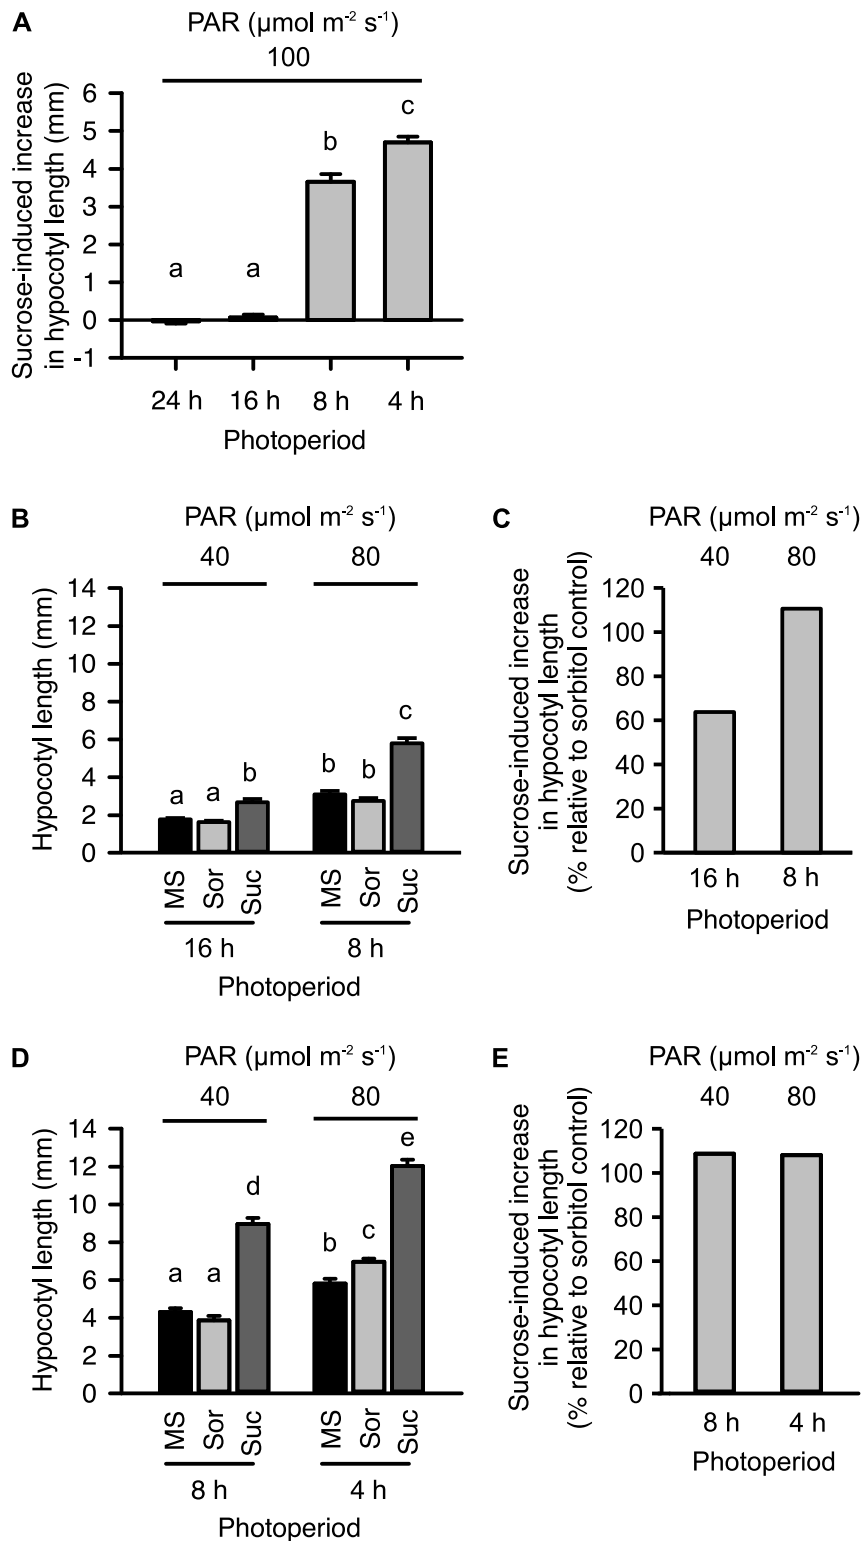 A
PAR (µmol m⁻² s⁻¹)
100
Sucrose-induced increase
in hypocotyl length (mm)
6
5
4
3
2
1
0
-1
a
a
b
c
24 h
16 h
8 h
4 h
Photoperiod
B
PAR (µmol m⁻² s⁻¹)
40
80
Hypocotyl length (mm)
14
12
10
8
6
4
2
0
a
a
b
b
b
c
MS
Sor
Suc
MS
Sor
Suc
16 h
8 h
Photoperiod
C
PAR (µmol m⁻² s⁻¹)
40
80
Sucrose-induced increase
in hypocotyl length
(% relative to sorbitol control)
120
100
80
60
40
20
0
16 h
8 h
Photoperiod
D
PAR (µmol m⁻² s⁻¹)
40
80
Hypocotyl length (mm)
14
12
10
8
6
4
2
0
a
a
d
b
c
e
MS
Sor
Suc
MS
Sor
Suc
8 h
4 h
Photoperiod
E
PAR (µmol m⁻² s⁻¹)
40
80
Sucrose-induced increase
in hypocotyl length
(% relative to sorbitol control)
120
100
80
60
40
20
0
8 h
4 h
Photoperiod